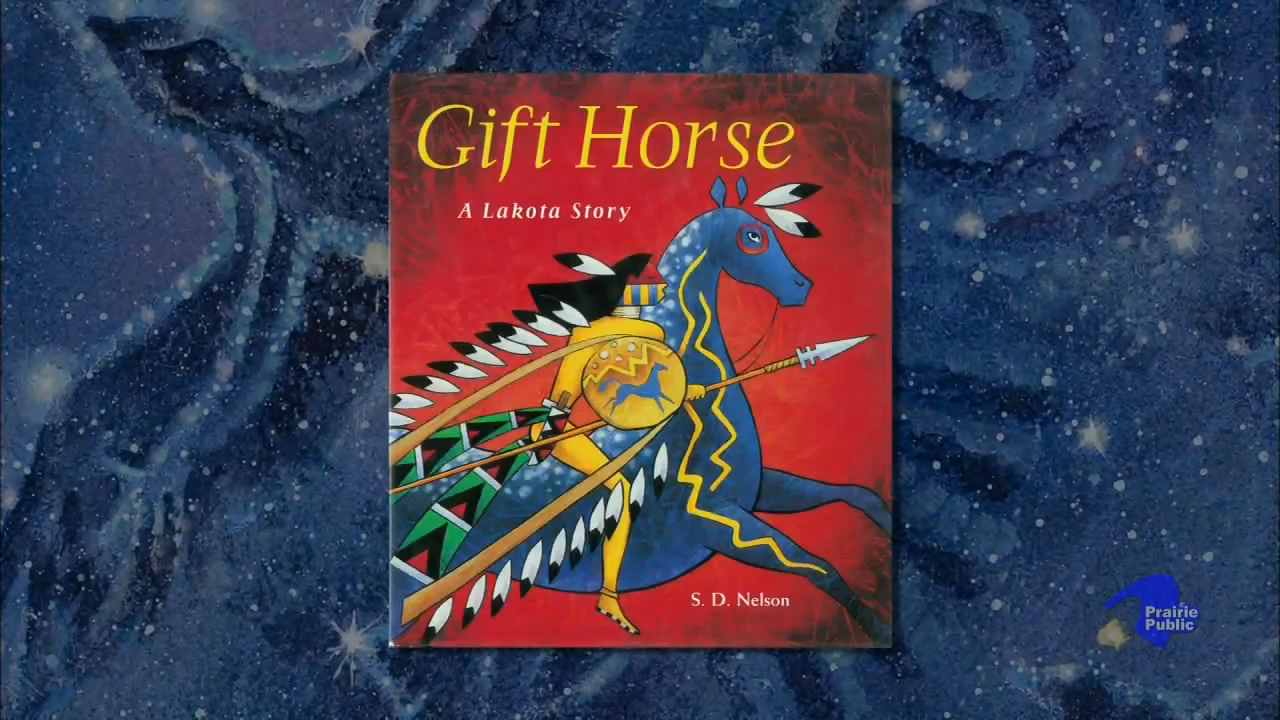 Gift Horse
A Lakota Story
S. D. Nelson
Prairie
Public